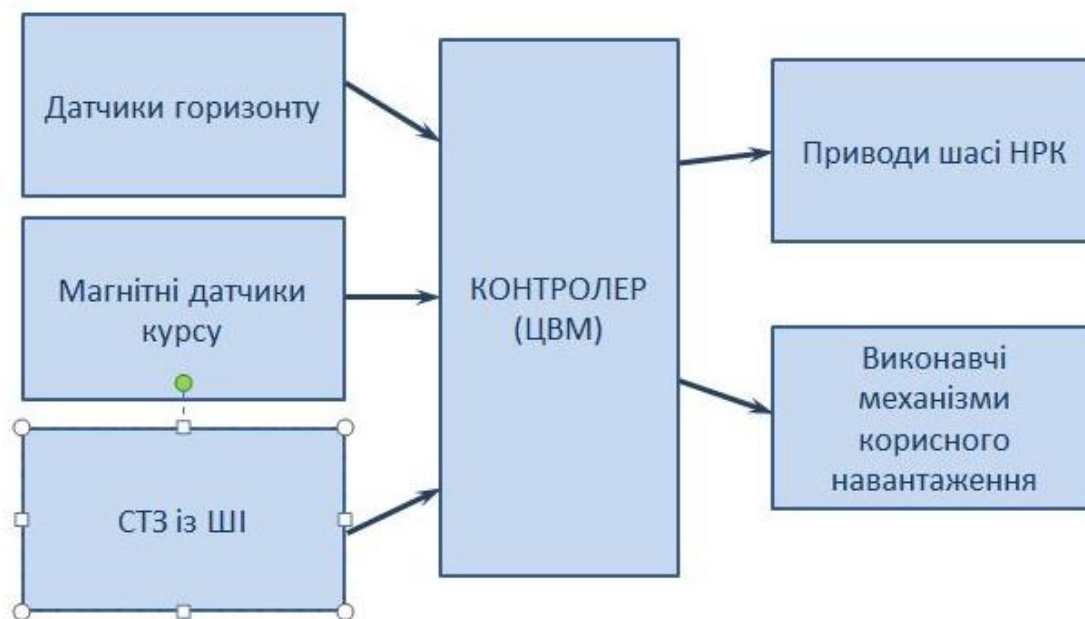 Датчики горизонту
Магнітні датчики
курсу
СТЗ із ШІ
КОНТРОЛЕР
(ЦВМ)
Приводи шасі НРК
Виконавчі
механізми
корисного
навантаження